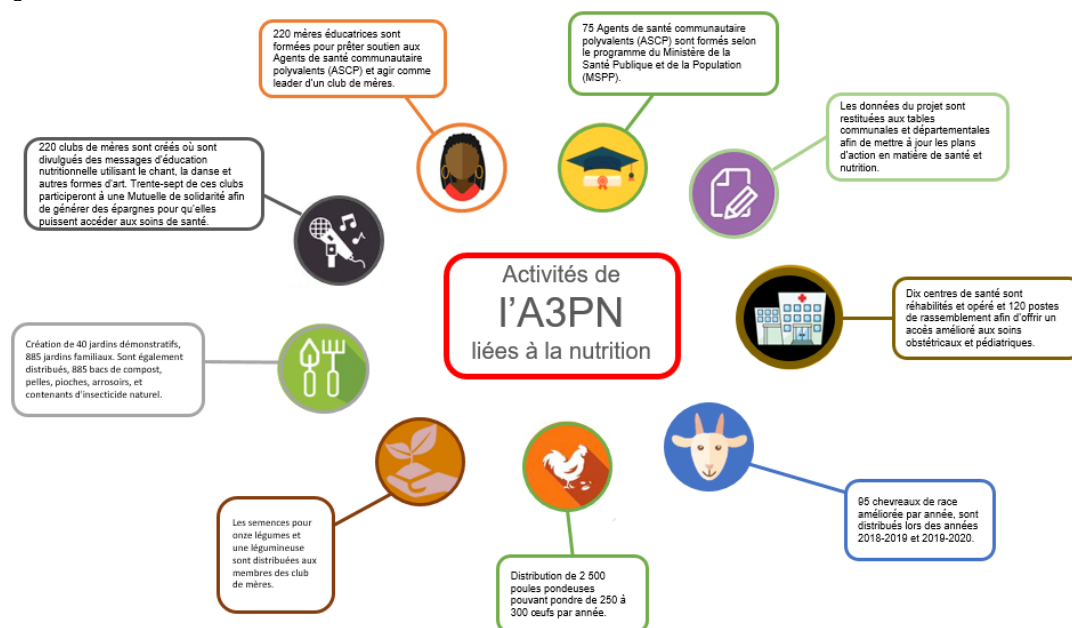 220 mères éducatrices sont
formées pour prêter soutien aux
Agents de santé communautaire
polyvalents (ASCP) et agir comme
leader d'un club de mères.
75 Agents de santé communautaire
polyvalents (ASCP) sont formés selon
le programme du Ministère de la
Santé Publique et de la Population
(MSPP).
Les données du projet sont
restituées aux tables
communales et départementales
afin de mettre à jour les plans
d'action en matière de santé et
nutrition.
220 clubs de mères sont créés où sont
divulgués des messages d'éducation
nutritionnelle utilisant le chant, la danse et
autres formes d'art. Trente-sept de ces clubs
participeront à une Mutuelle de solidarité afin
de générer des épargnes pour qu'elles
puissent accéder aux soins de santé.
Activités de
l'A3PN
liées à la nutrition
Dix centres de santé sont
réhabilités et opéré et 120 postes
de rassemblement afin d'offrir un
accès amélioré aux soins
obstétricaux et pédiatriques.
Création de 40 jardins démonstratifs,
885 jardins familiaux. Sont également
distribués, 885 bacs de compost,
pelles, pioches, arrosoirs, et
contenants d'insecticide naturel.
95 chevreaux de race
améliorée par année, sont
distribués lors des années
2018-2019 et 2019-2020.
Les semences pour
onze légumes et
une légumineuse
sont distribuées aux
membres des club
de mères.
Distribution de 2 500
poules pondeuses
pouvant pondre de 250 à
300 œufs par année.